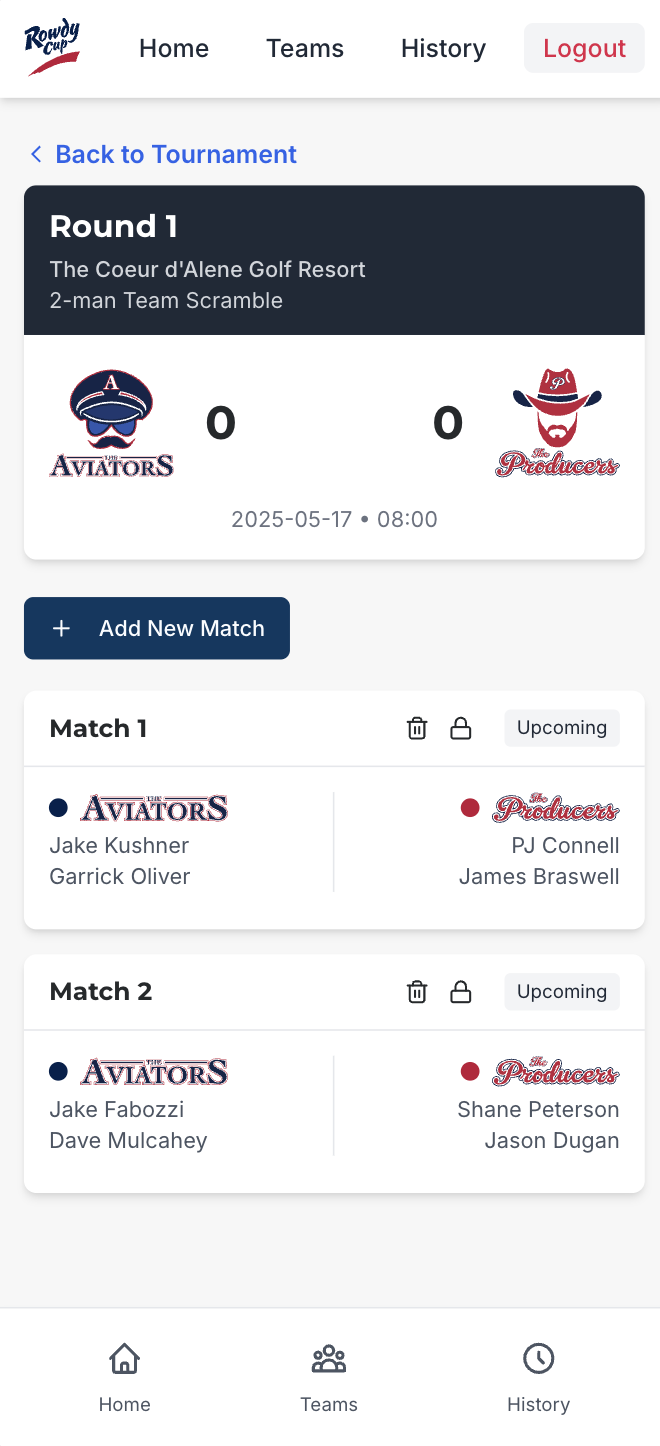 Rowdy
Cup
Home Teams History Logout
Back to Tournament
Round 1
The Coeur d'Alene Golf Resort
2-man Team Scramble
A
THE
AVIATORS
0
0
P
The
Producers
2025-05-17 • 08:00
+ Add New Match
Match 1
Upcoming
THE
AVIATORS
Jake Kushner
Garrick Oliver
The
Producers
PJ Connell
James Braswell
Match 2
Upcoming
THE
AVIATORS
Jake Fabozzi
Dave Mulcahey
The
Producers
Shane Peterson
Jason Dugan
Home Teams History